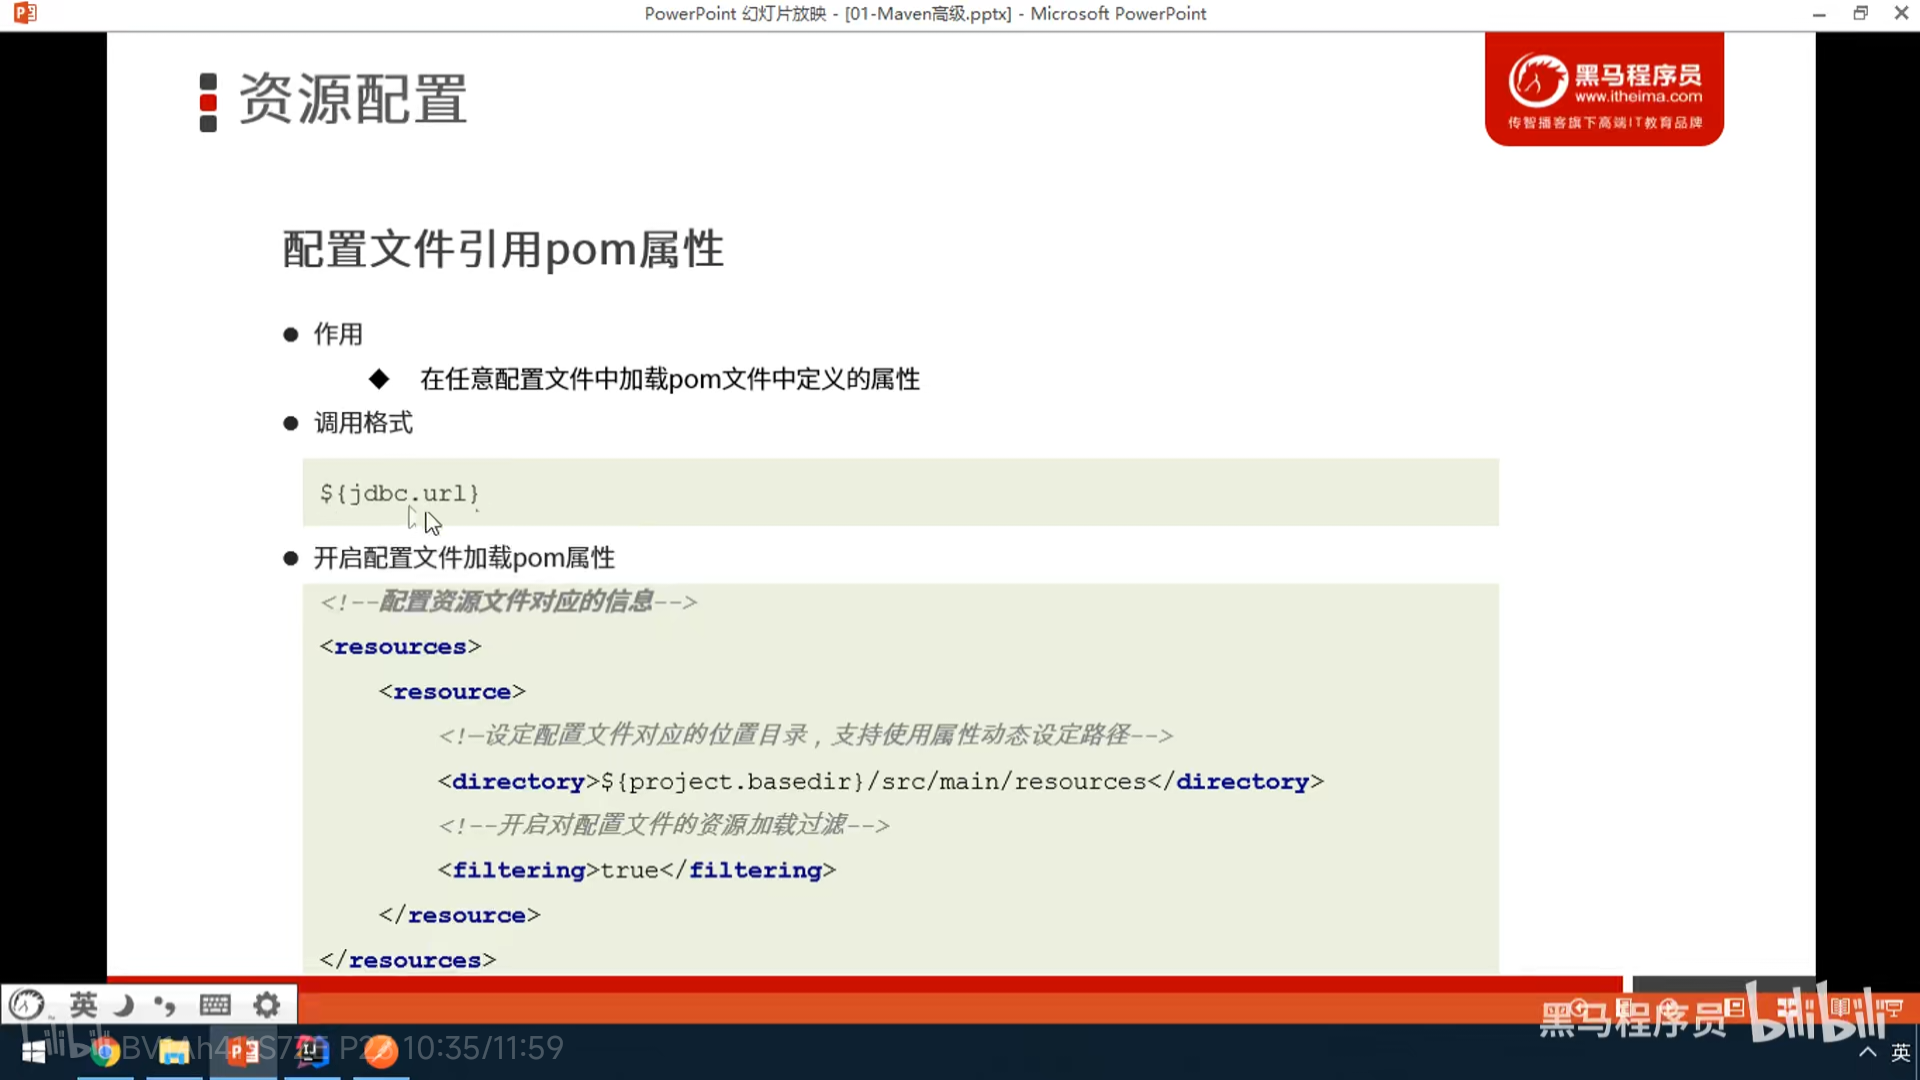 PowerPoint 幻灯片放映 - [01-Maven高级.pptx] - Microsoft PowerPoint
资源配置
黑马程序员
www.itheima.com
传智播客旗下高端IT教育品牌
配置文件引用pom属性
作用
在任意配置文件中加载pom文件中定义的属性
调用格式
${jdbc.url}
开启配置文件加载pom属性
<!--配置资源文件对应的信息-->
<resources>
<resource>
<!—设定配置文件对应的位置目录，支持使用属性动态设定路径-->
<directory>${project.basedir}/src/main/resources</directory>
<!--开启对配置文件的资源加载过滤-->
<filtering>true</filtering>
</resource>
</resources>
英
黑马程序员 bilibili
10:35/11:59
英